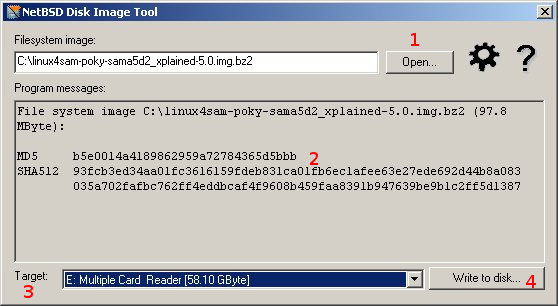 NetBSD Disk Image Tool
Filesystem image:
1
C:\linux4sam-poky-sama5d2_xplained-5.0.img.bz2
Open...
?
Program messages:
File system image C:\linux4sam-poky-sama5d2_xplained-5.0.img.bz2 (97.8
MByte):
MD5 b5e0014a4189862959a72784365d5bbb
2
SHA512 93fcb3ed34aa01fc3616159fdeb831ca01fb6ec1afee63e27ede692d44b8a083
035a702fafbc762ff4eddbcaf4f9608b459faa8391b947639be9b1c2ff5d1387
Target:
3
E: Multiple Card Reader [58.10 GByte]
Write to disk...
4